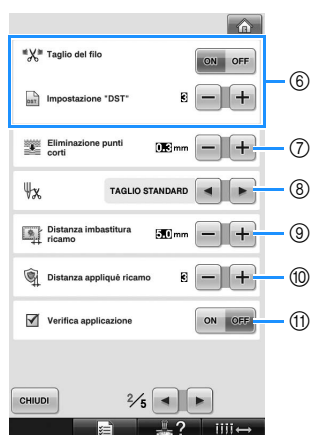 Taglio del filo
ON OFF
DST
Impostazione "DST"
3
⑥
Eliminazione punti
corti
0.3 mm
⑦
TAGLIO STANDARD
⑧
Distanza imbastitura
ricamo
5.0 mm
⑨
Distanza appliquè ricamo
3
⑩
Verifica applicazione
ON OFF
⑪
CHIUDI
2/5
?